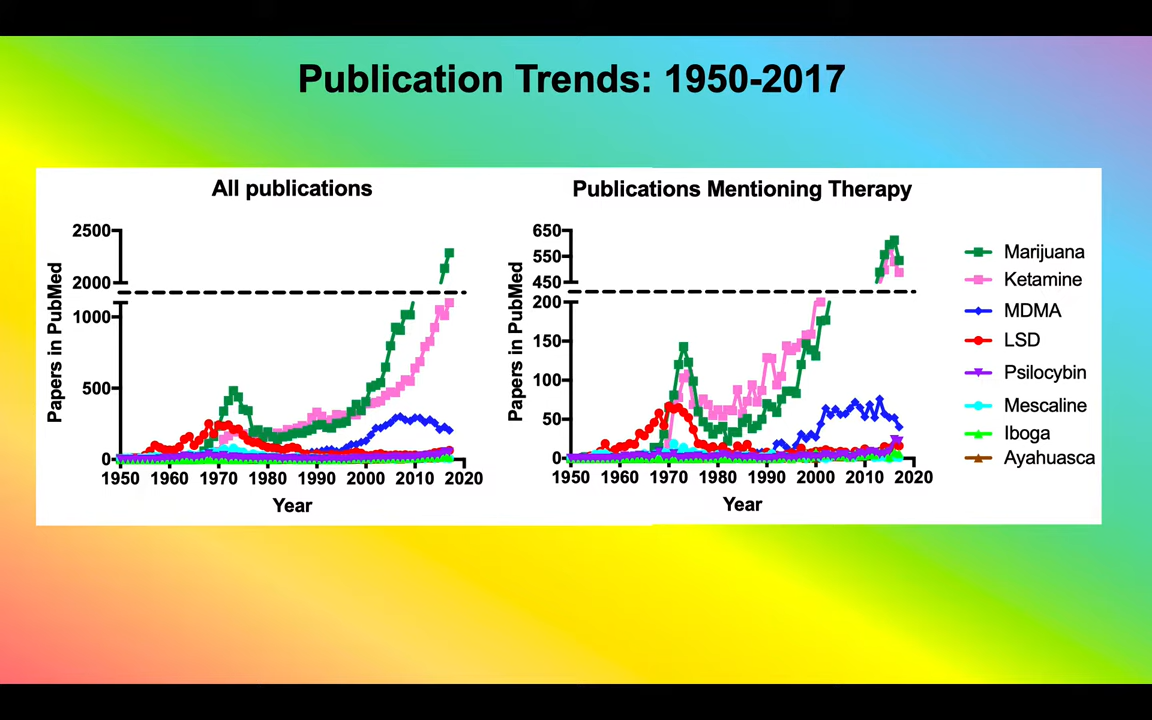 Publication Trends: 1950-2017
All publications
Papers in PubMed
2500
2000
1000
500
0
1950 1960 1970 1980 1990 2000 2010 2020
Year
Publications Mentioning Therapy
Papers in PubMed
650
550
450
200
150
100
50
0
1950 1960 1970 1980 1990 2000 2010 2020
Year
Marijuana
Ketamine
MDMA
LSD
Psilocybin
Mescaline
Iboga
Ayahuasca